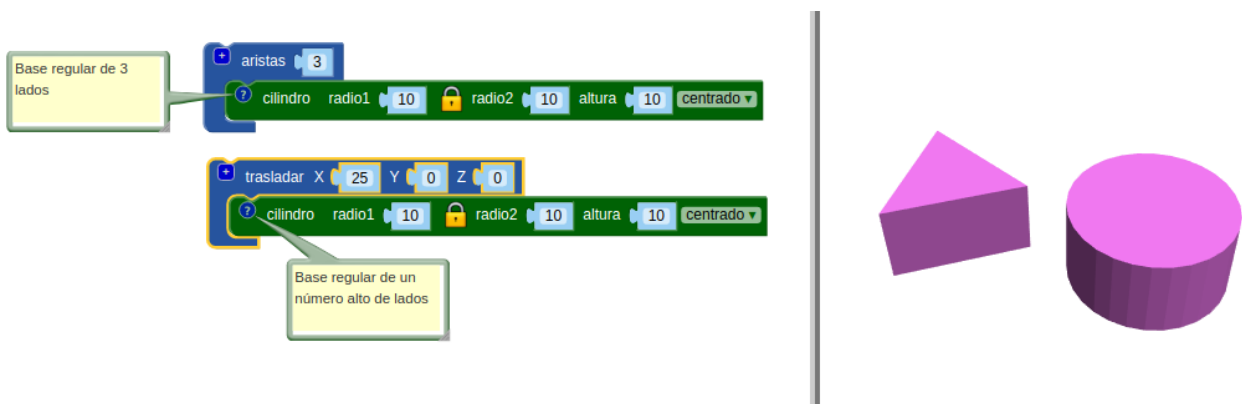 Base regular de 3
lados
+ aristas 3
? cilindro radio1 10 radio2 10 altura 10 centrado ▾
+ trasladar X 25 Y 0 Z 0
? cilindro radio1 10 radio2 10 altura 10 centrado ▾
Base regular de un
número alto de lados